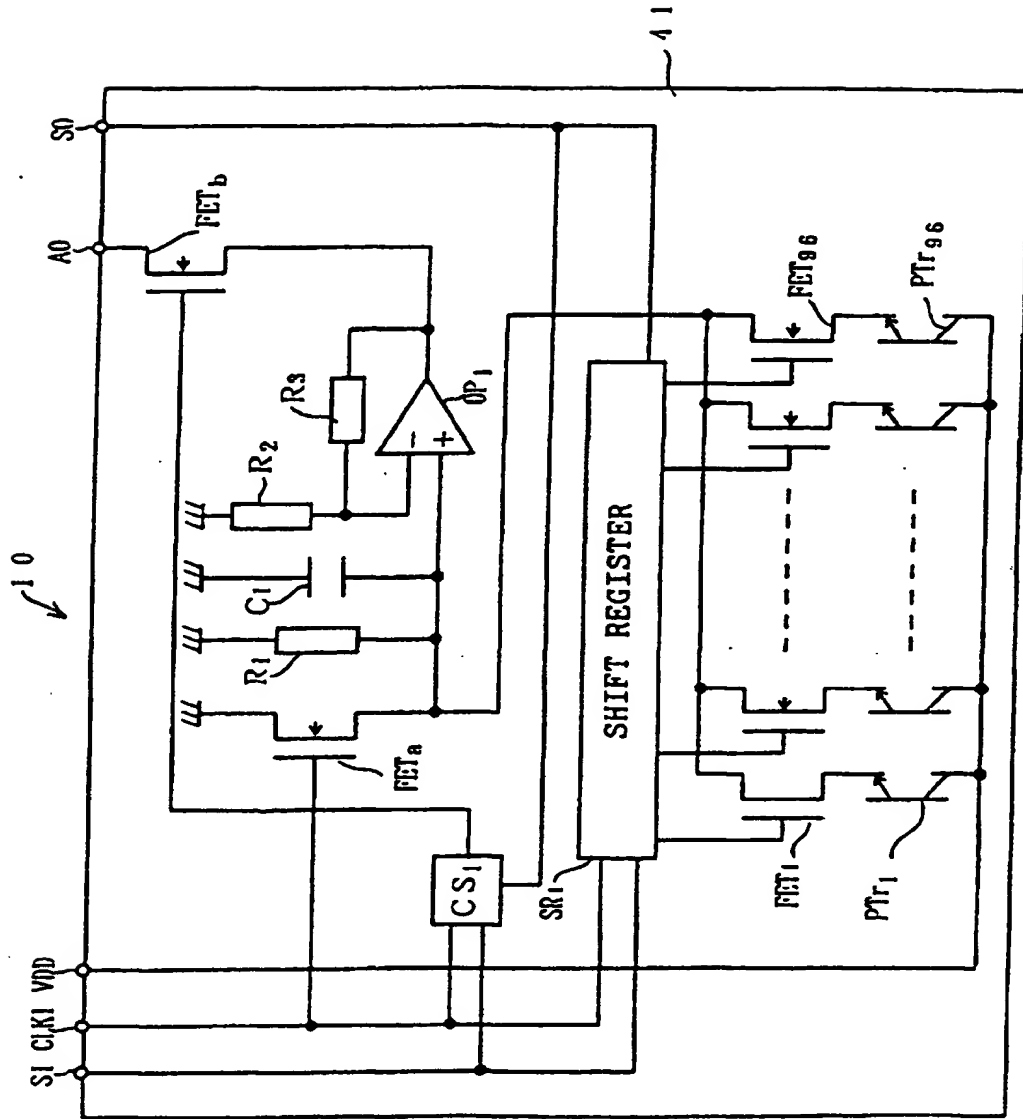 10
41
SI
CLK1
VDD
AO
SO
FETb
R3
R2
C1
R1
OP1
FETa
CS1
SR1
SHIFT REGISTER
FET1
FET96
PTr1
PTr96